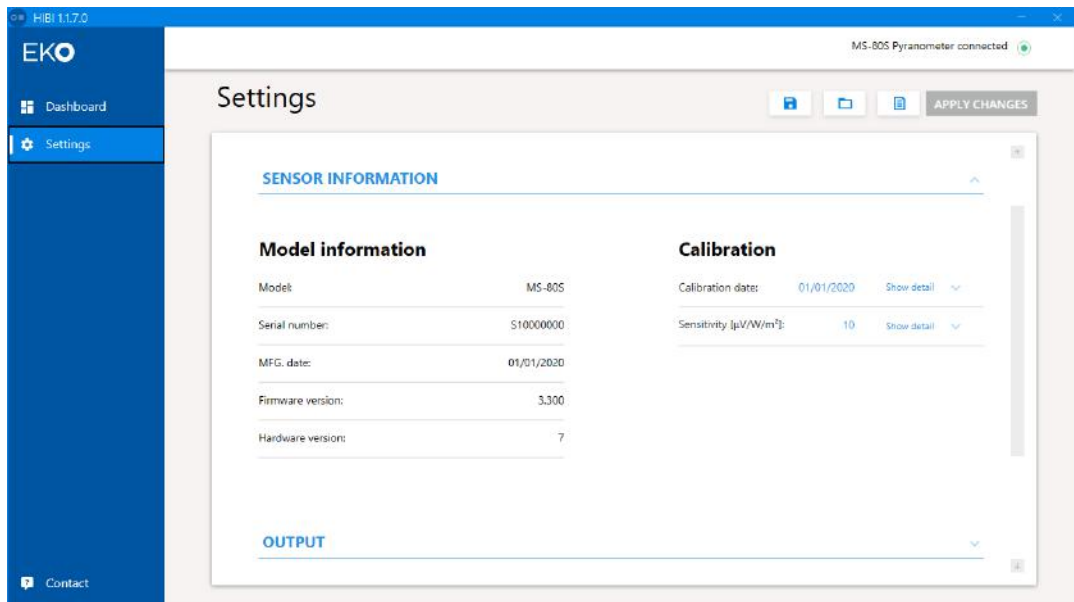 HIBI 1.1.7.0
EKO
MS-80S Pyranometer connected
Dashboard
Settings
Contact
Settings
APPLY CHANGES
SENSOR INFORMATION
Model information
Model: MS-80S
Serial number: S10000000
MFG. date: 01/01/2020
Firmware version: 3.300
Hardware version: 7
Calibration
Calibration date: 01/01/2020 Show detail
Sensitivity [µV/W/m²]: 10 Show detail
OUTPUT